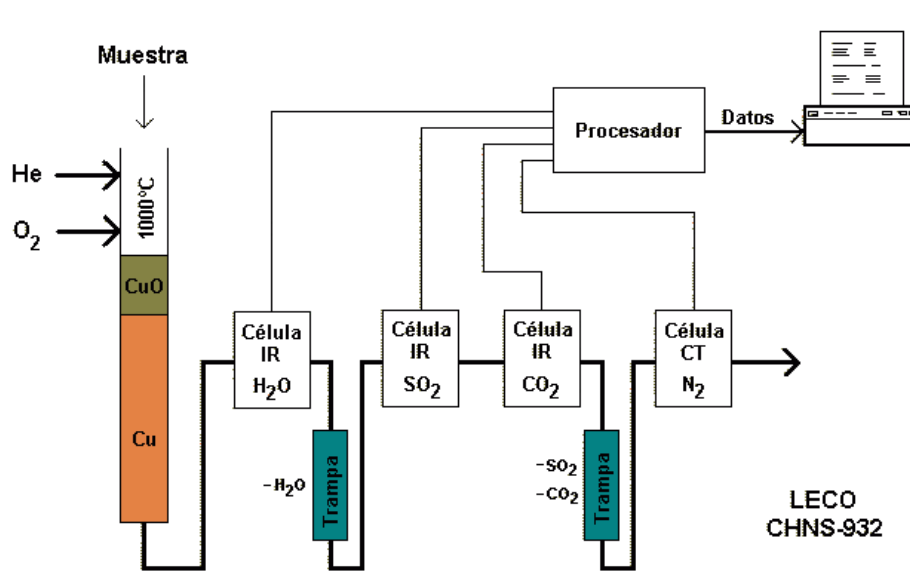 Muestra
He
O₂
1000°C
CuO
Cu
Célula
IR
H₂O
-H₂O
Trampa
Célula
IR
SO₂
Célula
IR
CO₂
-SO₂
-CO₂
Trampa
Célula
CT
N₂
Procesador
Datos
LECO
CHNS-932